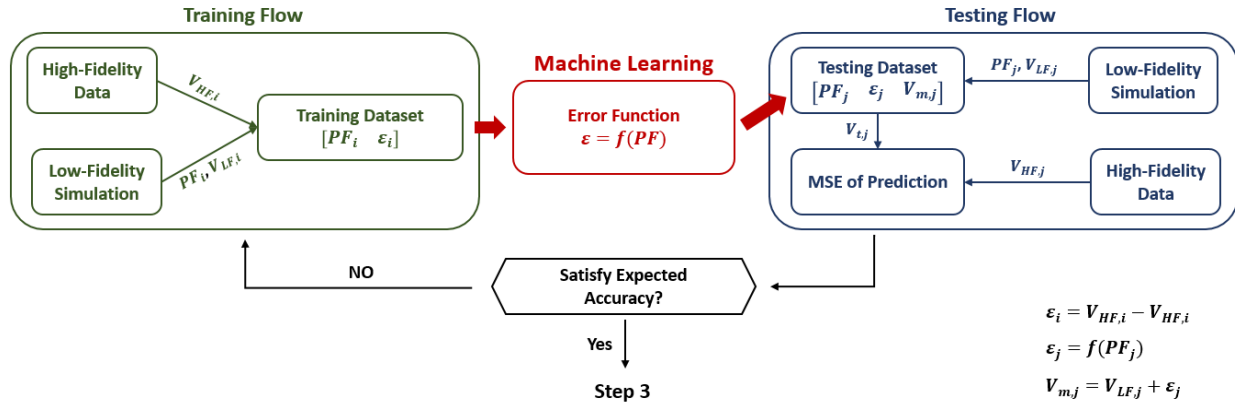 Training Flow
High-Fidelity
Data
V_{HF,i}
Training Dataset
[PF_i ε_i]
Low-Fidelity
Simulation
PF_i, V_{LF,i}
Machine Learning
Error Function
ε = f(PF)
Testing Flow
Testing Dataset
[PF_j ε_j V_{m,j}]
PF_j, V_{LF,j}
Low-Fidelity
Simulation
V_{t,j}
MSE of Prediction
V_{HF,j}
High-Fidelity
Data
NO
Satisfy Expected
Accuracy?
Yes
Step 3
ε_i = V_{HF,i} − V_{HF,i}
ε_j = f(PF_j)
V_{m,j} = V_{LF,j} + ε_j